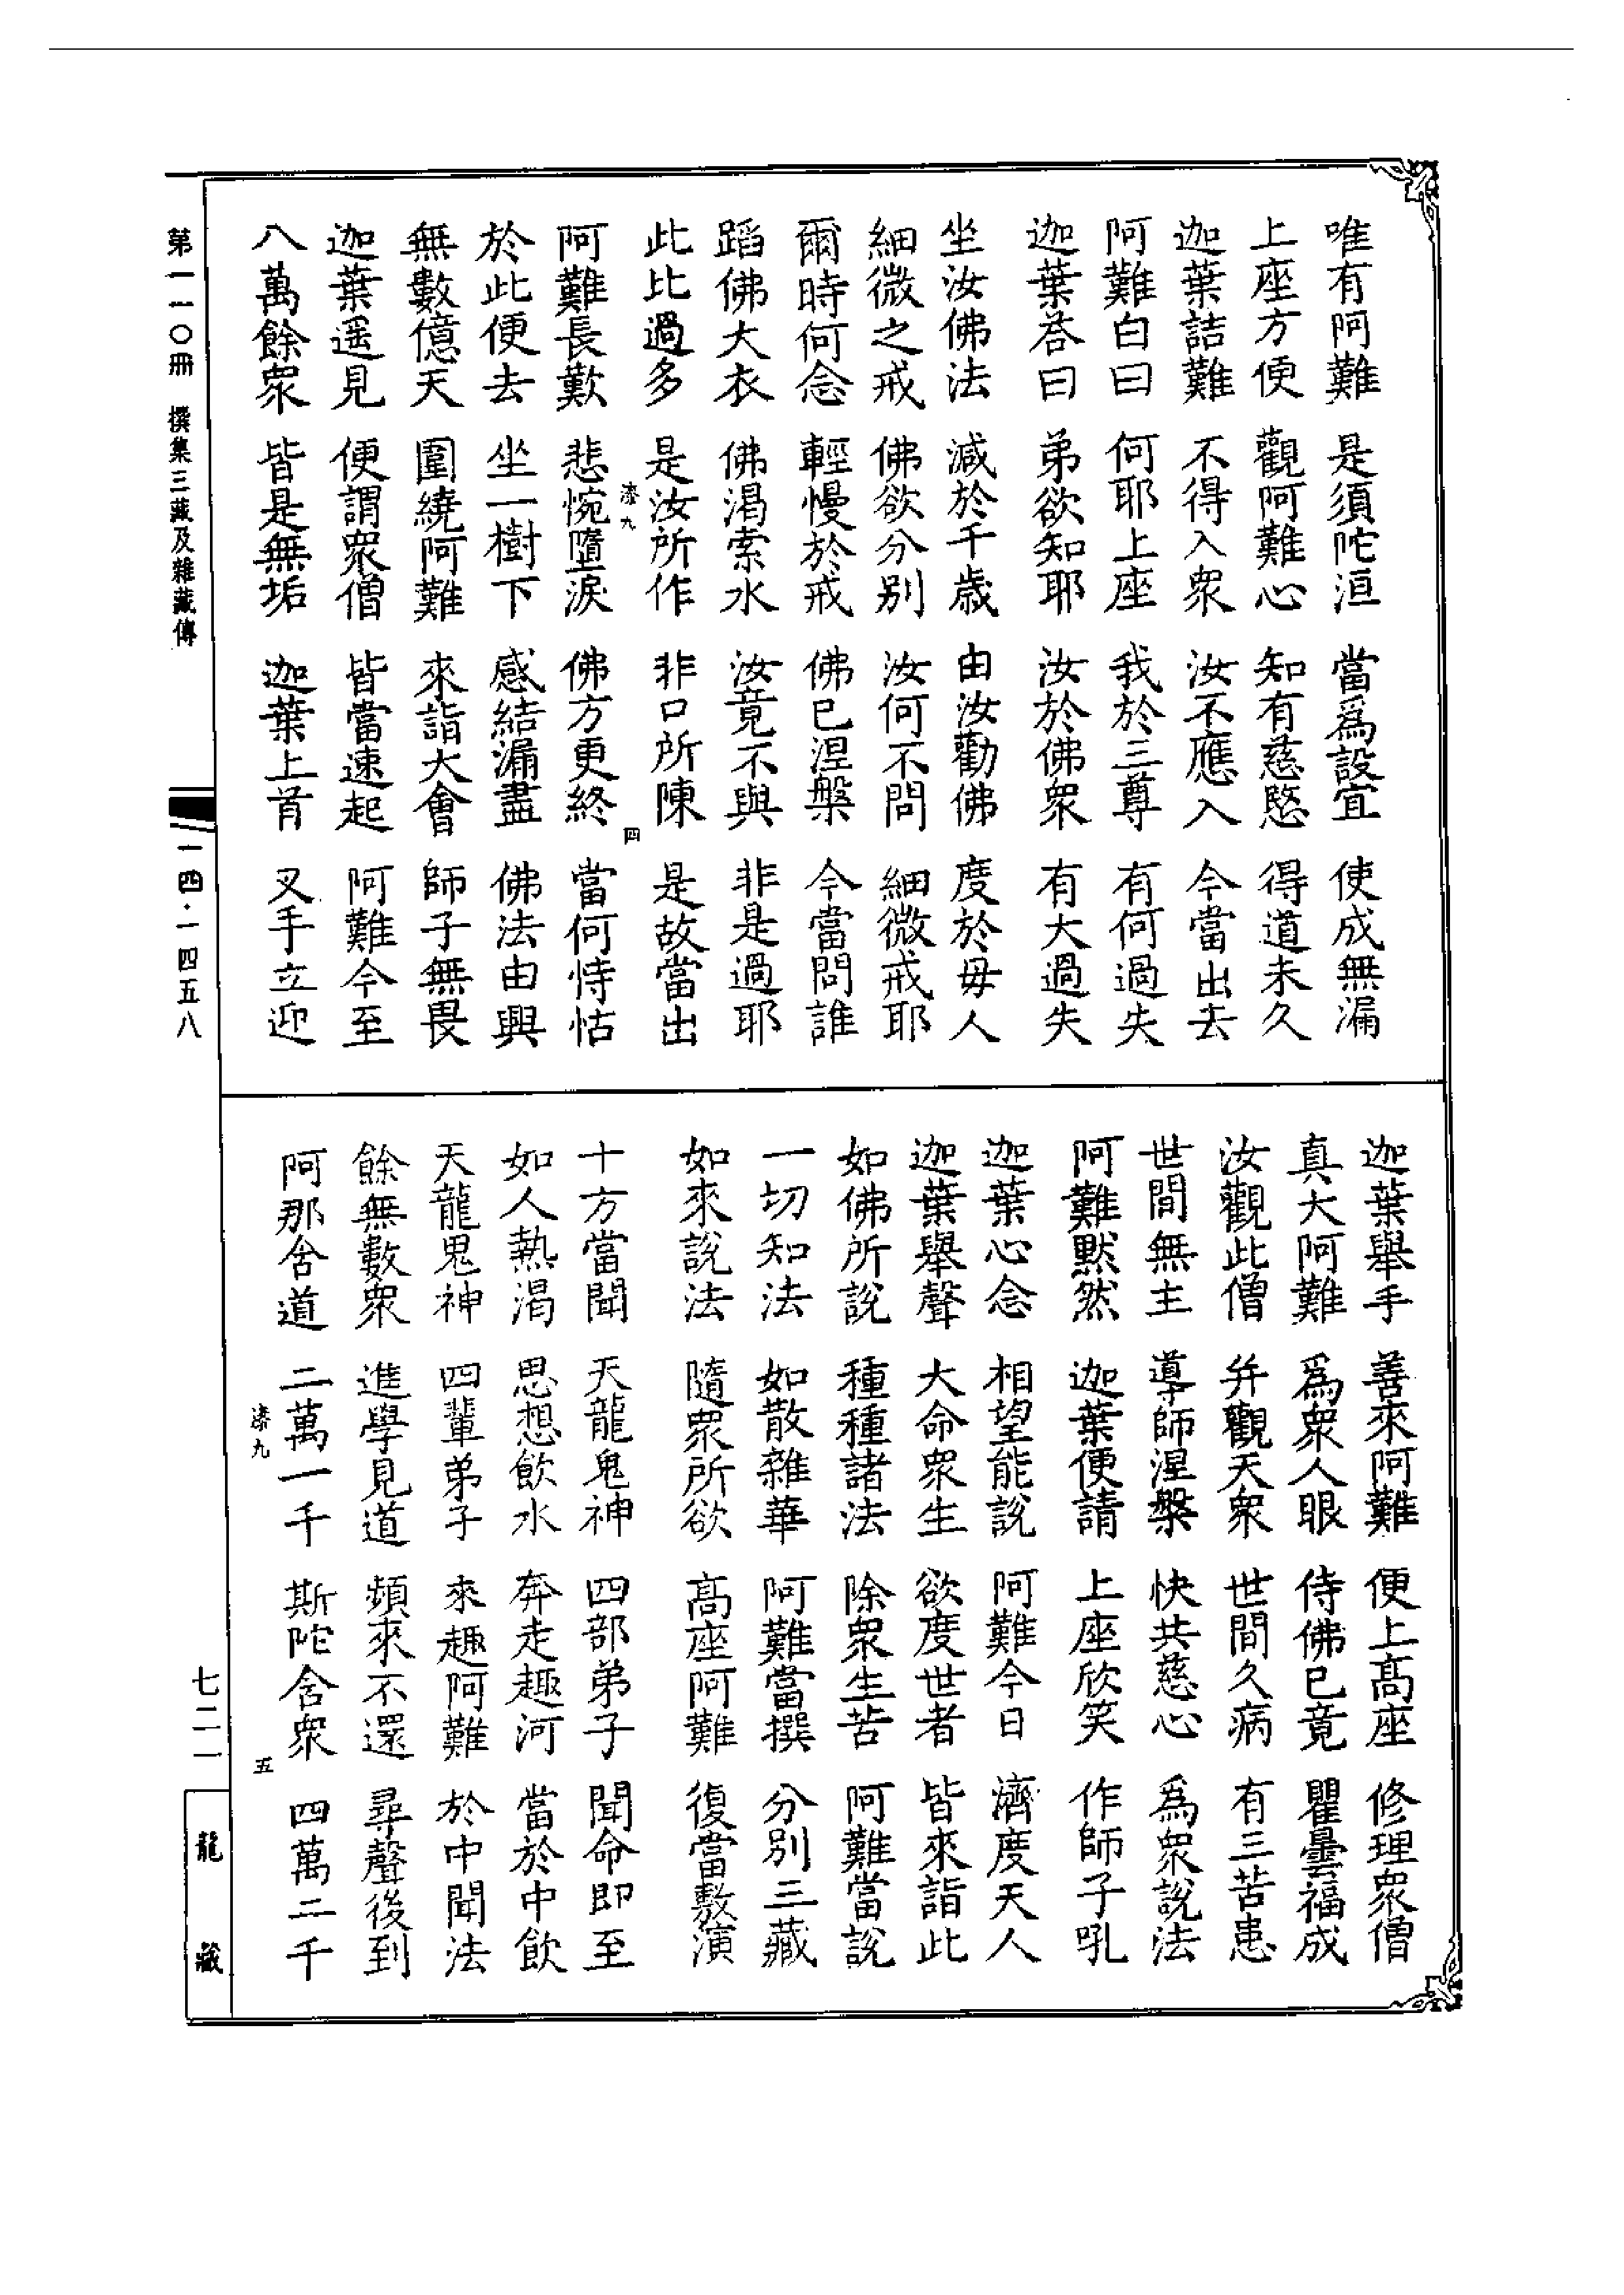 唯有阿難　是須陀洹　當爲設宜　使成無漏
上座方便　觀阿難心　知有慈愍　得道未久
迦葉詰難　不得入衆　汝不應入　今當出去
阿難白曰　何耶上座　我於三尊　有何過失
迦葉荅曰　弟欲知耶　汝於佛衆　有大過失
坐汝佛法　減於千歲　由汝勸佛　度於母人
細微之戒　佛欲分別　汝何不問　細微戒耶
爾時何念　輕慢於戒　佛已涅槃　今當問誰
蹈佛大衣　佛渴索水　汝竟不與　非是過耶
此比過多　是汝所作　非口所陳　是故當出
漆九　四
阿難長歎　悲惋墮淚　佛方更終　當何恃怙
於此便去　坐一樹下　感結漏盡　佛法由興
無數億天　圍繞阿難　來詣大會　師子無畏
迦葉遥見　便謂衆僧　皆當速起　阿難今至
八萬餘衆　皆是無垢　迦葉上首　叉手立迎
迦葉舉手　善來阿難　便上高座　修理衆僧
真大阿難　爲衆人眼　侍佛已竟　瞿曇福成
汝觀此僧　并觀天衆　世間久病　有三苦患
世間無主　導師涅槃　快共慈心　爲衆說法
阿難默然　迦葉便請　上座欣笑　作師子吼
迦葉心念　相望能說　阿難今日　濟度天人
迦葉舉聲　大命衆生　欲度世者　皆來詣此
如佛所說　種種諸法　除衆生苦　阿難當說
一切知法　如散雜華　阿難當撰　分別三藏
如來說法　隨衆所欲　高座阿難　復當敷演
十方當聞　天龍鬼神　四部弟子　聞命即至
如人熱渴　思想飲水　奔走趣河　當於中飲
天龍鬼神　四輩弟子　來趣阿難　於中聞法
餘無數衆　進學見道　頻來不還　尋聲後到
阿那含道　二萬一千　斯陀含衆　四萬二千
漆九　五
第一一〇冊　撰集三藏及雜藏傳
一四·一四五八
七二一
龍藏